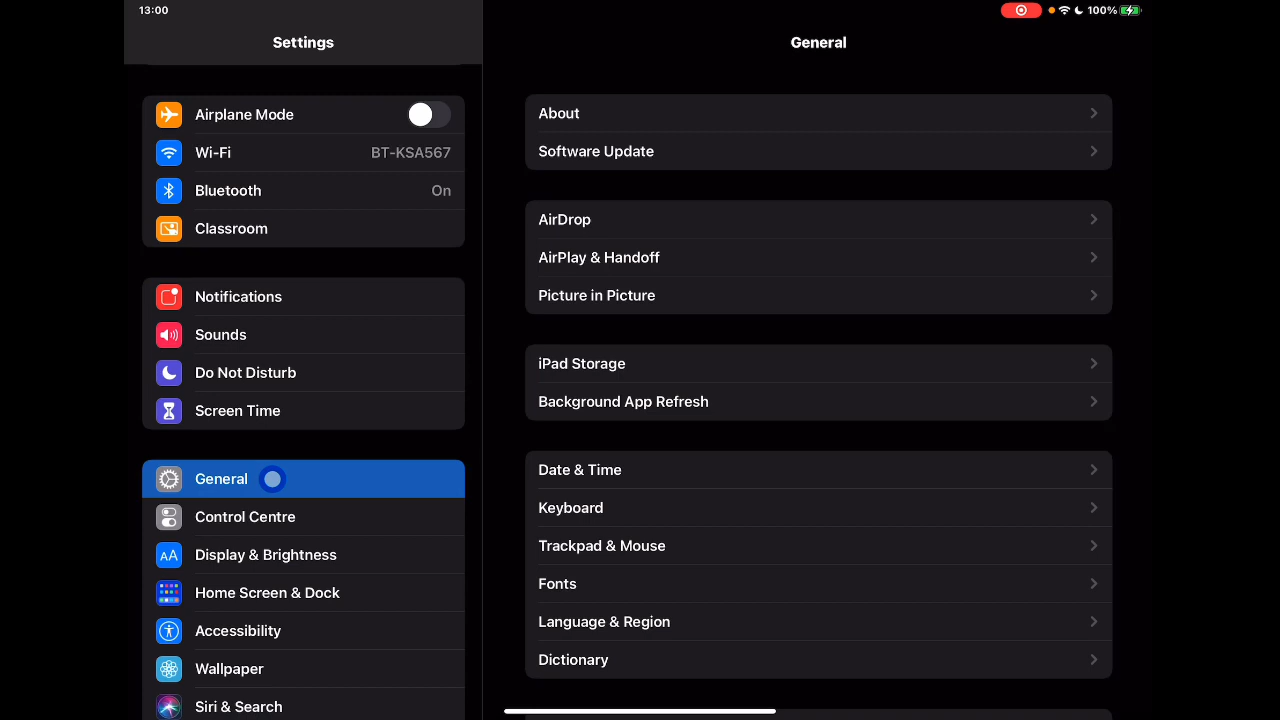 13:00
100%
Settings
General
Airplane Mode
Wi-Fi BT-KSA567
Bluetooth On
Classroom
Notifications
Sounds
Do Not Disturb
Screen Time
General
Control Centre
AA Display & Brightness
Home Screen & Dock
Accessibility
Wallpaper
Siri & Search
About
Software Update
AirDrop
AirPlay & Handoff
Picture in Picture
iPad Storage
Background App Refresh
Date & Time
Keyboard
Trackpad & Mouse
Fonts
Language & Region
Dictionary